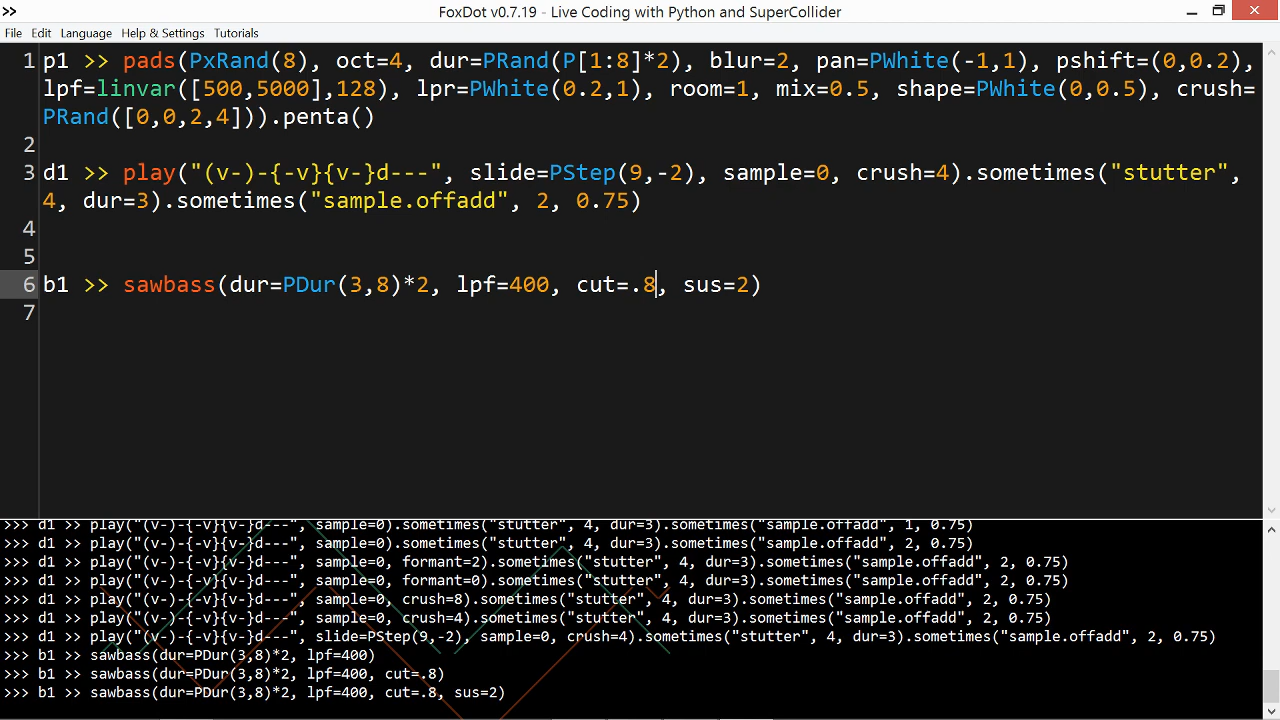 FoxDot v0.7.19 - Live Coding with Python and SuperCollider
File Edit Language Help & Settings Tutorials
1 p1 >> pads(PxRand(8), oct=4, dur=PRand(P[1:8]*2), blur=2, pan=PWhite(-1,1), pshift=(0,0.2),
lpf=linvar([500,5000],128), lpr=PWhite(0.2,1), room=1, mix=0.5, shape=PWhite(0,0.5), crush=
PRand([0,0,2,4])).penta()
2
3 d1 >> play("(v-)-{-v}{v-}d---", slide=PStep(9,-2), sample=0, crush=4).sometimes("stutter",
4, dur=3).sometimes("sample.offadd", 2, 0.75)
4
5
6 b1 >> sawbass(dur=PDur(3,8)*2, lpf=400, cut=.8, sus=2)
7
>>> d1 >> play("(v-)-{-v}{v-}d---", sample=0).sometimes("stutter", 4, dur=3).sometimes("sample.offadd", 1, 0.75)
>>> d1 >> play("(v-)-{-v}{v-}d---", sample=0).sometimes("stutter", 4, dur=3).sometimes("sample.offadd", 2, 0.75)
>>> d1 >> play("(v-)-{-v}{v-}d---", sample=0, formant=2).sometimes("stutter", 4, dur=3).sometimes("sample.offadd", 2, 0.75)
>>> d1 >> play("(v-)-{-v}{v-}d---", sample=0, formant=0).sometimes("stutter", 4, dur=3).sometimes("sample.offadd", 2, 0.75)
>>> d1 >> play("(v-)-{-v}{v-}d---", sample=0, crush=8).sometimes("stutter", 4, dur=3).sometimes("sample.offadd", 2, 0.75)
>>> d1 >> play("(v-)-{-v}{v-}d---", sample=0, crush=4).sometimes("stutter", 4, dur=3).sometimes("sample.offadd", 2, 0.75)
>>> d1 >> play("(v-)-{-v}{v-}d---", slide=PStep(9,-2), sample=0, crush=4).sometimes("stutter", 4, dur=3).sometimes("sample.offadd", 2, 0.75)
>>> b1 >> sawbass(dur=PDur(3,8)*2, lpf=400)
>>> b1 >> sawbass(dur=PDur(3,8)*2, lpf=400, cut=.8)
>>> b1 >> sawbass(dur=PDur(3,8)*2, lpf=400, cut=.8, sus=2)